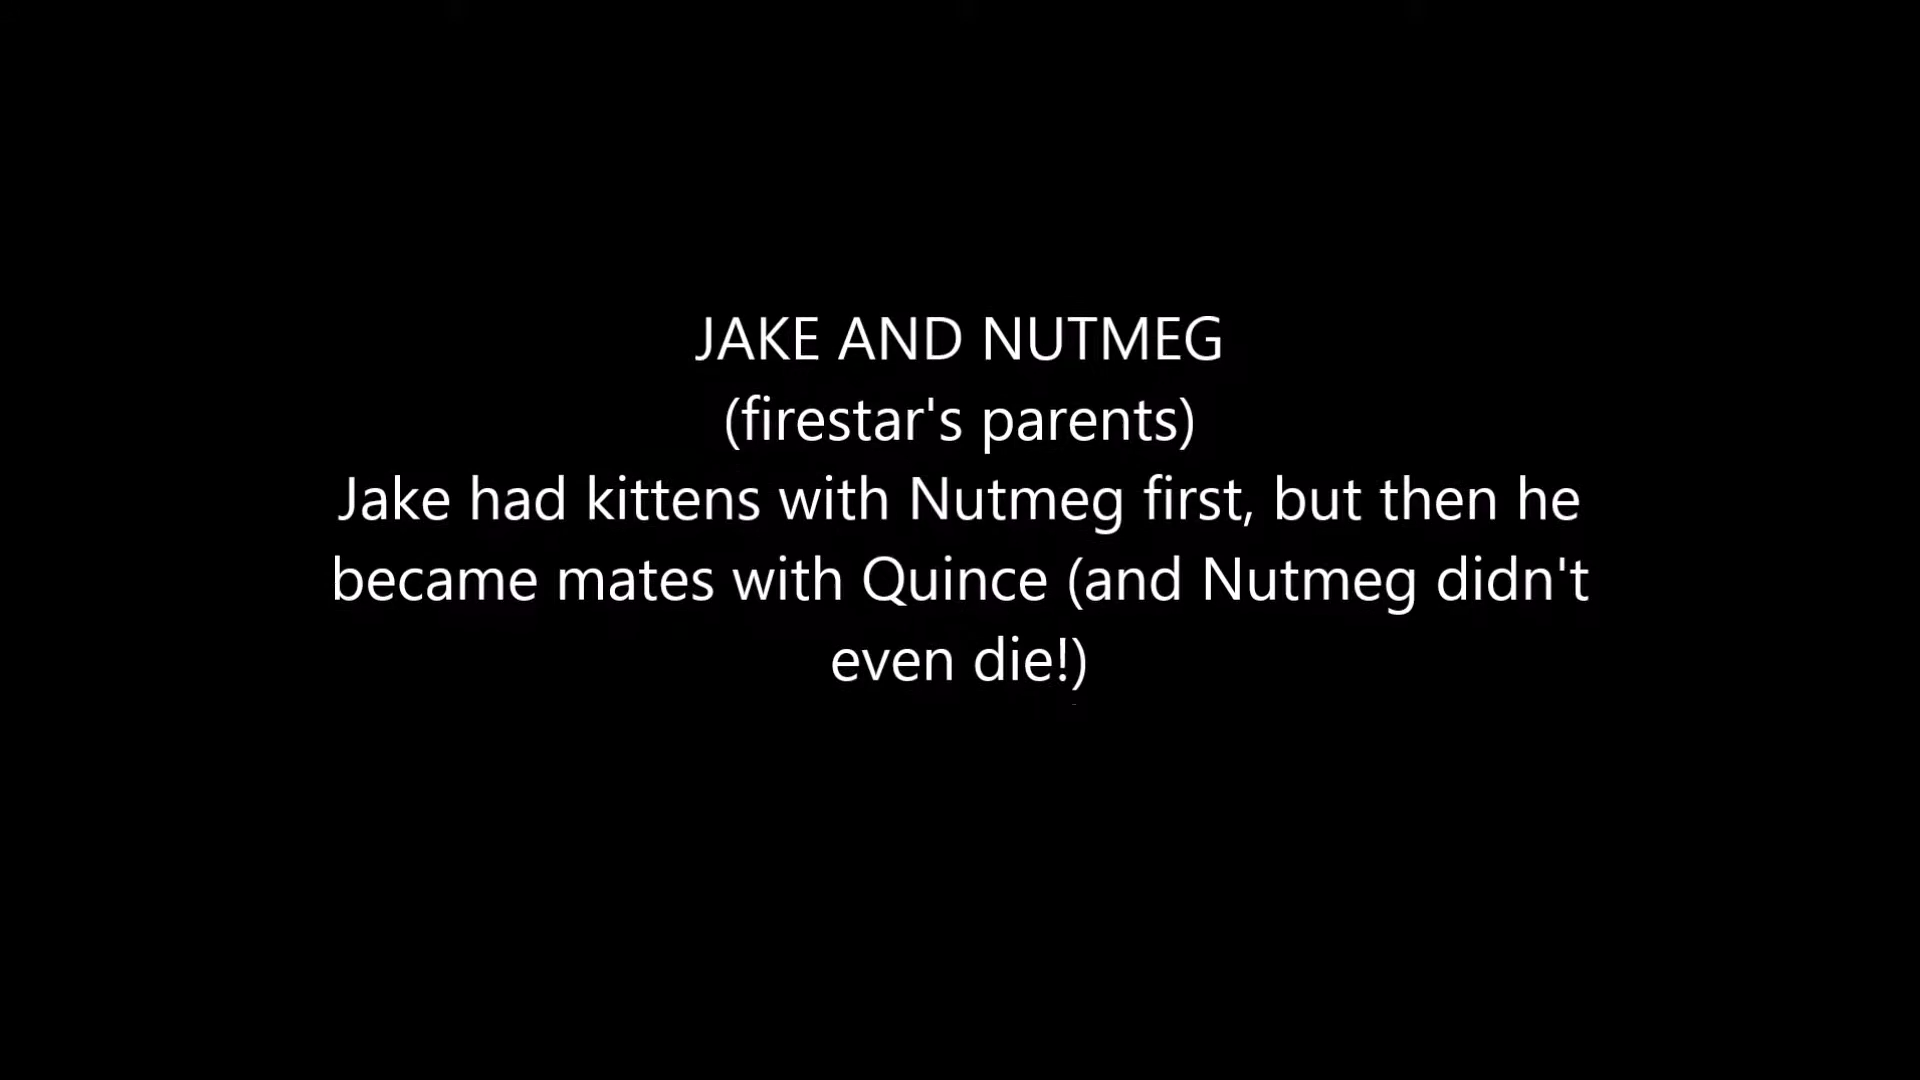 JAKE AND NUTMEG
(firestar's parents)
Jake had kittens with Nutmeg first, but then he
became mates with Quince (and Nutmeg didn't
even die!)